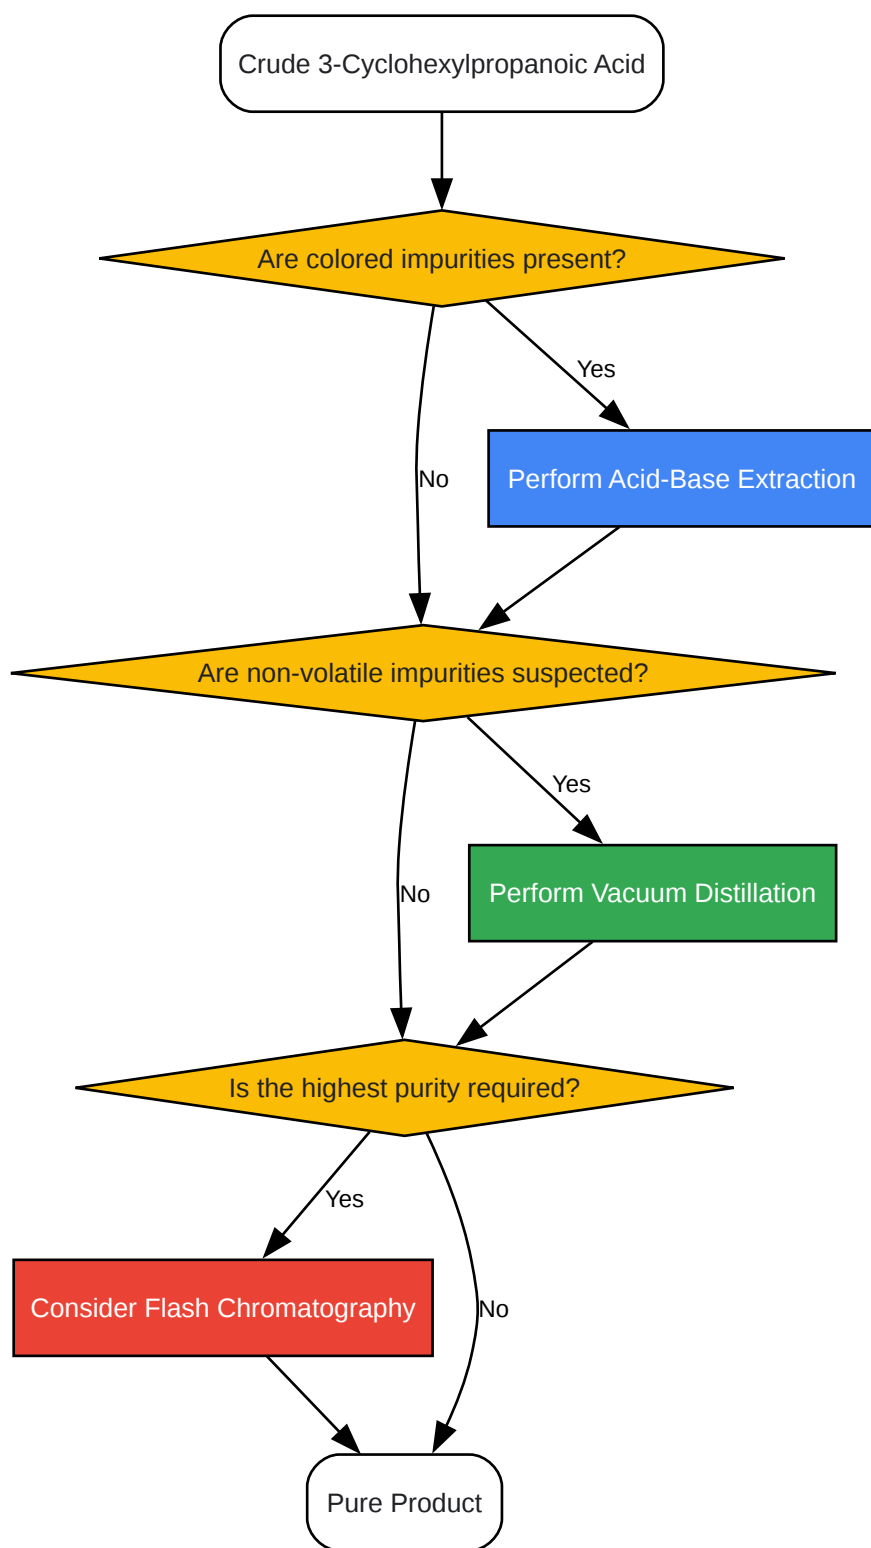 Crude 3-Cyclohexylpropanoic Acid
Are colored impurities present?
Yes
Perform Acid-Base Extraction
No
Are non-volatile impurities suspected?
Yes
Perform Vacuum Distillation
No
Is the highest purity required?
Yes
Consider Flash Chromatography
No
Pure Product